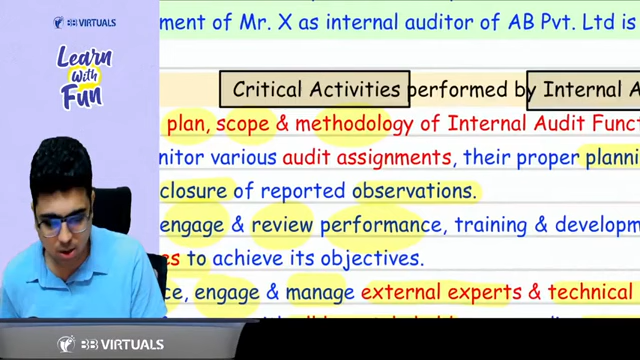 BB VIRTUALS
Learn
With
Fun
ment of Mr. X as internal auditor of AB Pvt. Ltd is
Critical Activities performed by Internal A
plan, scope & methodology of Internal Audit Funct
nitor various audit assignments, their proper planni
closure of reported observations.
engage & review performance, training & developm
es to achieve its objectives.
ce, engage & manage external experts & technical
BB VIRTUALS